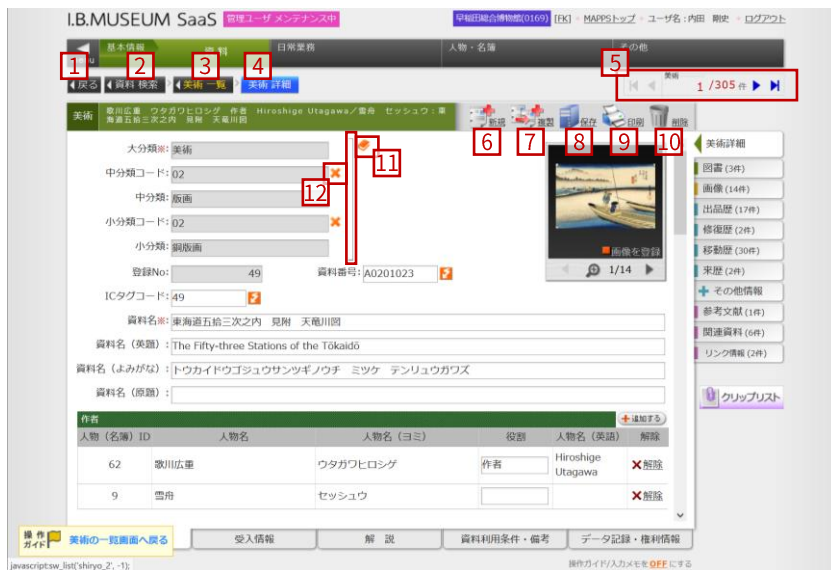 I.B.MUSEUM SaaS 管理ユーザ メンテナンス中 早稲田総合博物館(0169) [FK] - MAPPSトップ - ユーザ名:内田 剛史 - ログアウト
基本情報 資料 日常業務 人物・名簿 その他
1 2 3 4 5
戻る 資料 検索 美術 一覧 美術 詳細 美術 1 /305 件
美術 歌川広重 ウタガワヒロシゲ 作者 Hiroshige Utagawa/雪舟 セッシュウ:東
海道五拾三次之内 見附 天竜川図
新規 複製 保存 印刷 削除
6 7 8 9 10
大分類※: 美術
11
中分類コード: 02
12
中分類: 版画
小分類コード: 02
小分類: 銅版画
登録No: 49 資料番号: A0201023
ICタグコード: 49
画像を登録
1/14
資料名※: 東海道五拾三次之内 見附 天竜川図
資料名(英題): The Fifty-three Stations of the Tōkaidō
資料名(よみがな): トウカイドウゴジュウサンツギノウチ ミツケ テンリュウガワズ
資料名(原題):
作者 追加する
人物(名簿)ID 人物名 人物名(ヨミ) 役割 人物名(英語) 解除
62 歌川広重 ウタガワヒロシゲ 作者 Hiroshige Utagawa 解除
9 雪舟 セッシュウ 解除
美術詳細
図書(3件)
画像(14件)
出品歴(17件)
修復歴(2件)
移動歴(30件)
来歴(2件)
その他情報
参考文献(1件)
関連資料(6件)
リンク情報(2件)
クリップリスト
操作ガイド 美術の一覧画面へ戻る 受入情報 解 説 資料利用条件・備考 データ記録・権利情報
javascript:sw_list('shiryo_2', -1);
操作ガイド/入力メモを OFF にする